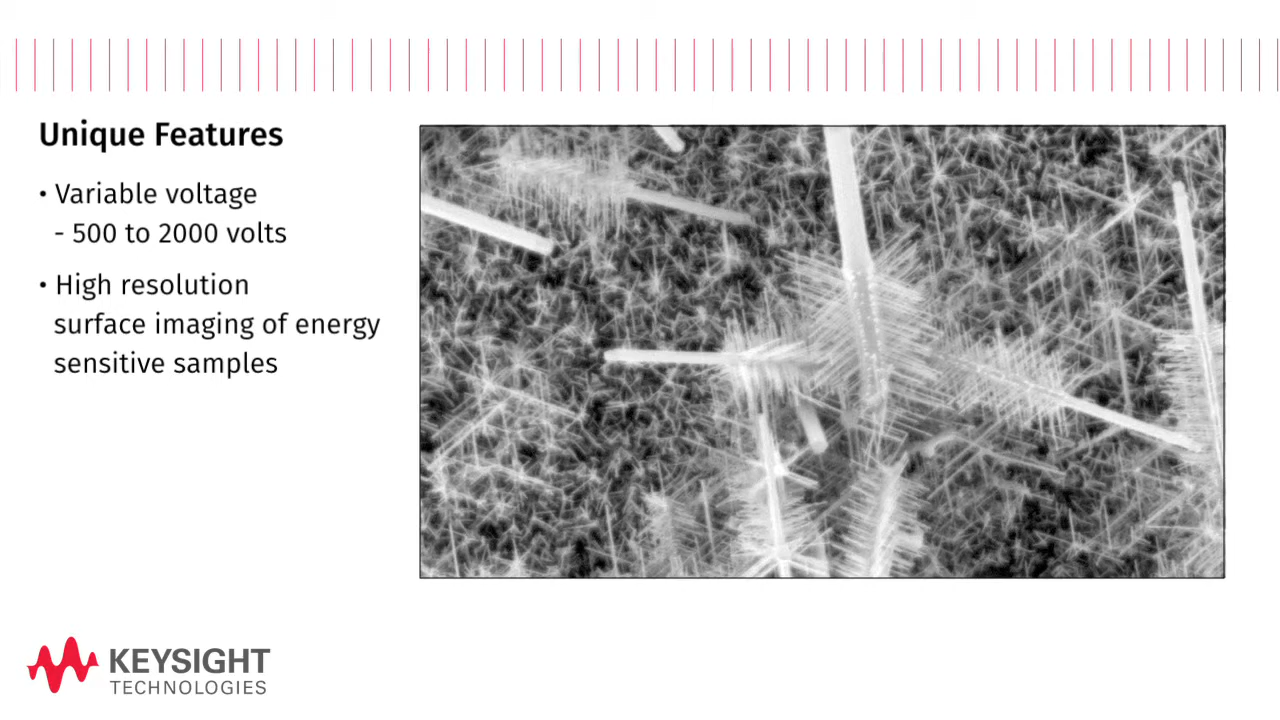 Unique Features
• Variable voltage
- 500 to 2000 volts
• High resolution
surface imaging of energy
sensitive samples
KEYSIGHT
TECHNOLOGIES